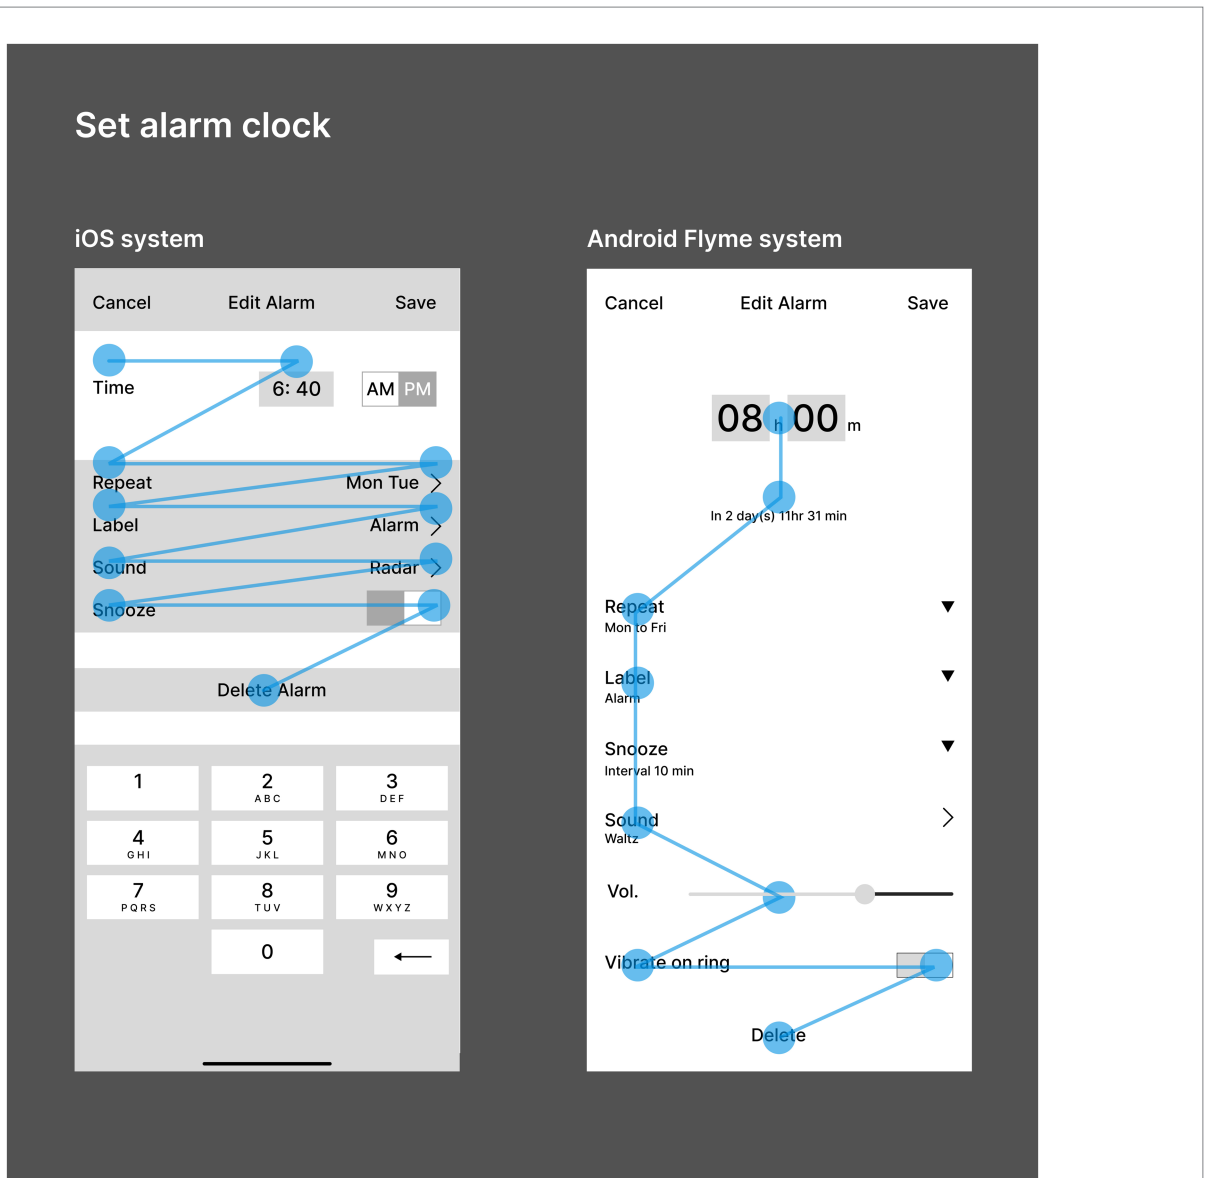 Set alarm clock
iOS system
Cancel Edit Alarm Save
Time 6: 40 AM PM
Repeat Mon Tue
Label Alarm
Sound Radar
Snooze
Delete Alarm
1 2 3
ABC DEF
4 5 6
GHI JKL MNO
7 8 9
PQRS TUV WXYZ
0
Android Flyme system
Cancel Edit Alarm Save
08 h 00 m
In 2 day(s) 11hr 31 min
Repeat
Mon to Fri
Label
Alarm
Snooze
Interval 10 min
Sound
Waltz
Vol.
Vibrate on ring
Delete